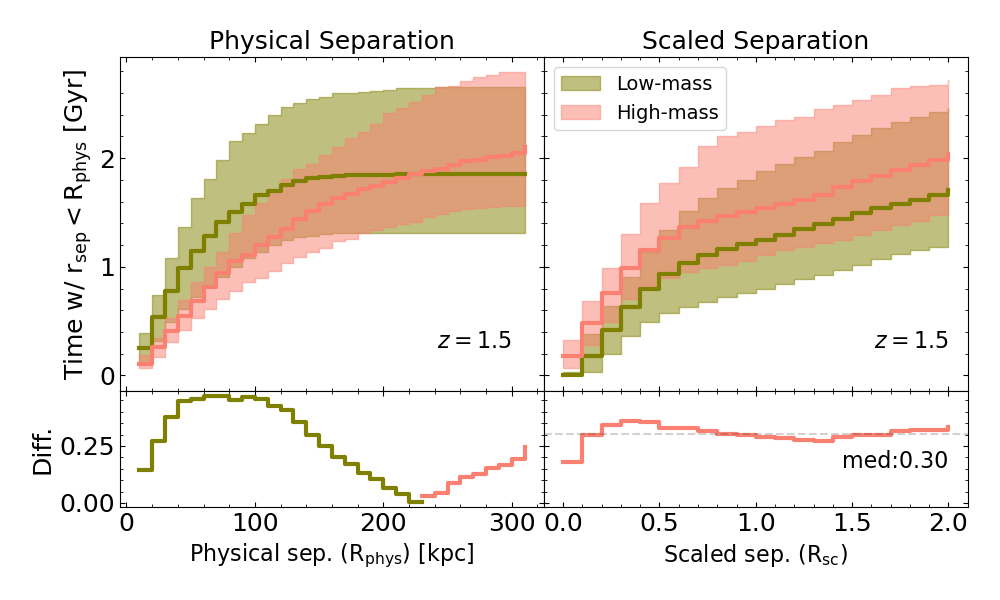 Physical Separation
Scaled Separation
Time w/ r_sep < R_phys [Gyr]
2
1
0
Low-mass
High-mass
z = 1.5
z = 1.5
Diff.
0.25
0.00
med:0.30
0 100 200 300
0.0 0.5 1.0 1.5 2.0
Physical sep. (R_phys) [kpc]
Scaled sep. (R_sc)